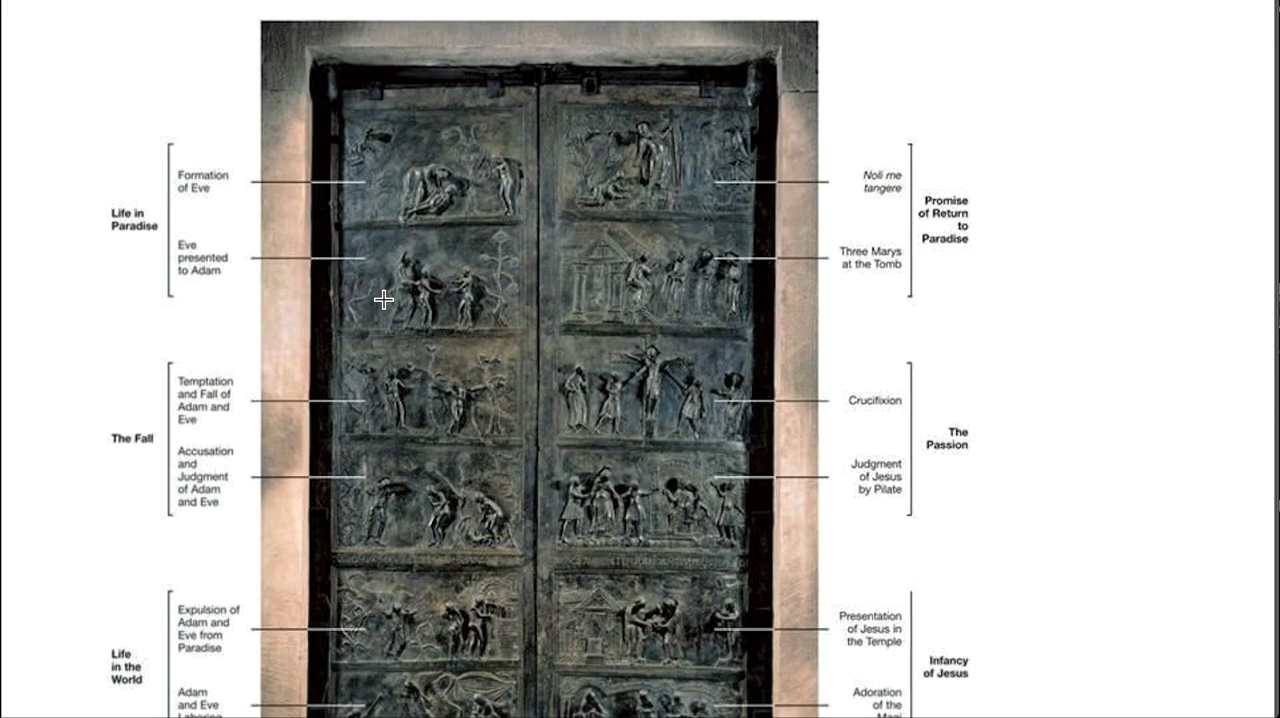 Formation
of Eve
Life in
Paradise
Eve
presented
to Adam
Noli me
tangere
Promise
of Return
to
Paradise
Three Marys
at the Tomb
Temptation
and Fall of
Adam and
Eve
The Fall
Accusation
and
Judgment
of Adam
and Eve
Crucifixion
The
Passion
Judgment
of Jesus
by Pilate
Expulsion of
Adam and
Eve from
Paradise
Life
in the
World
Adam
and Eve
Laboring
Presentation
of Jesus in
the Temple
Infancy
of Jesus
Adoration
of the
Magi